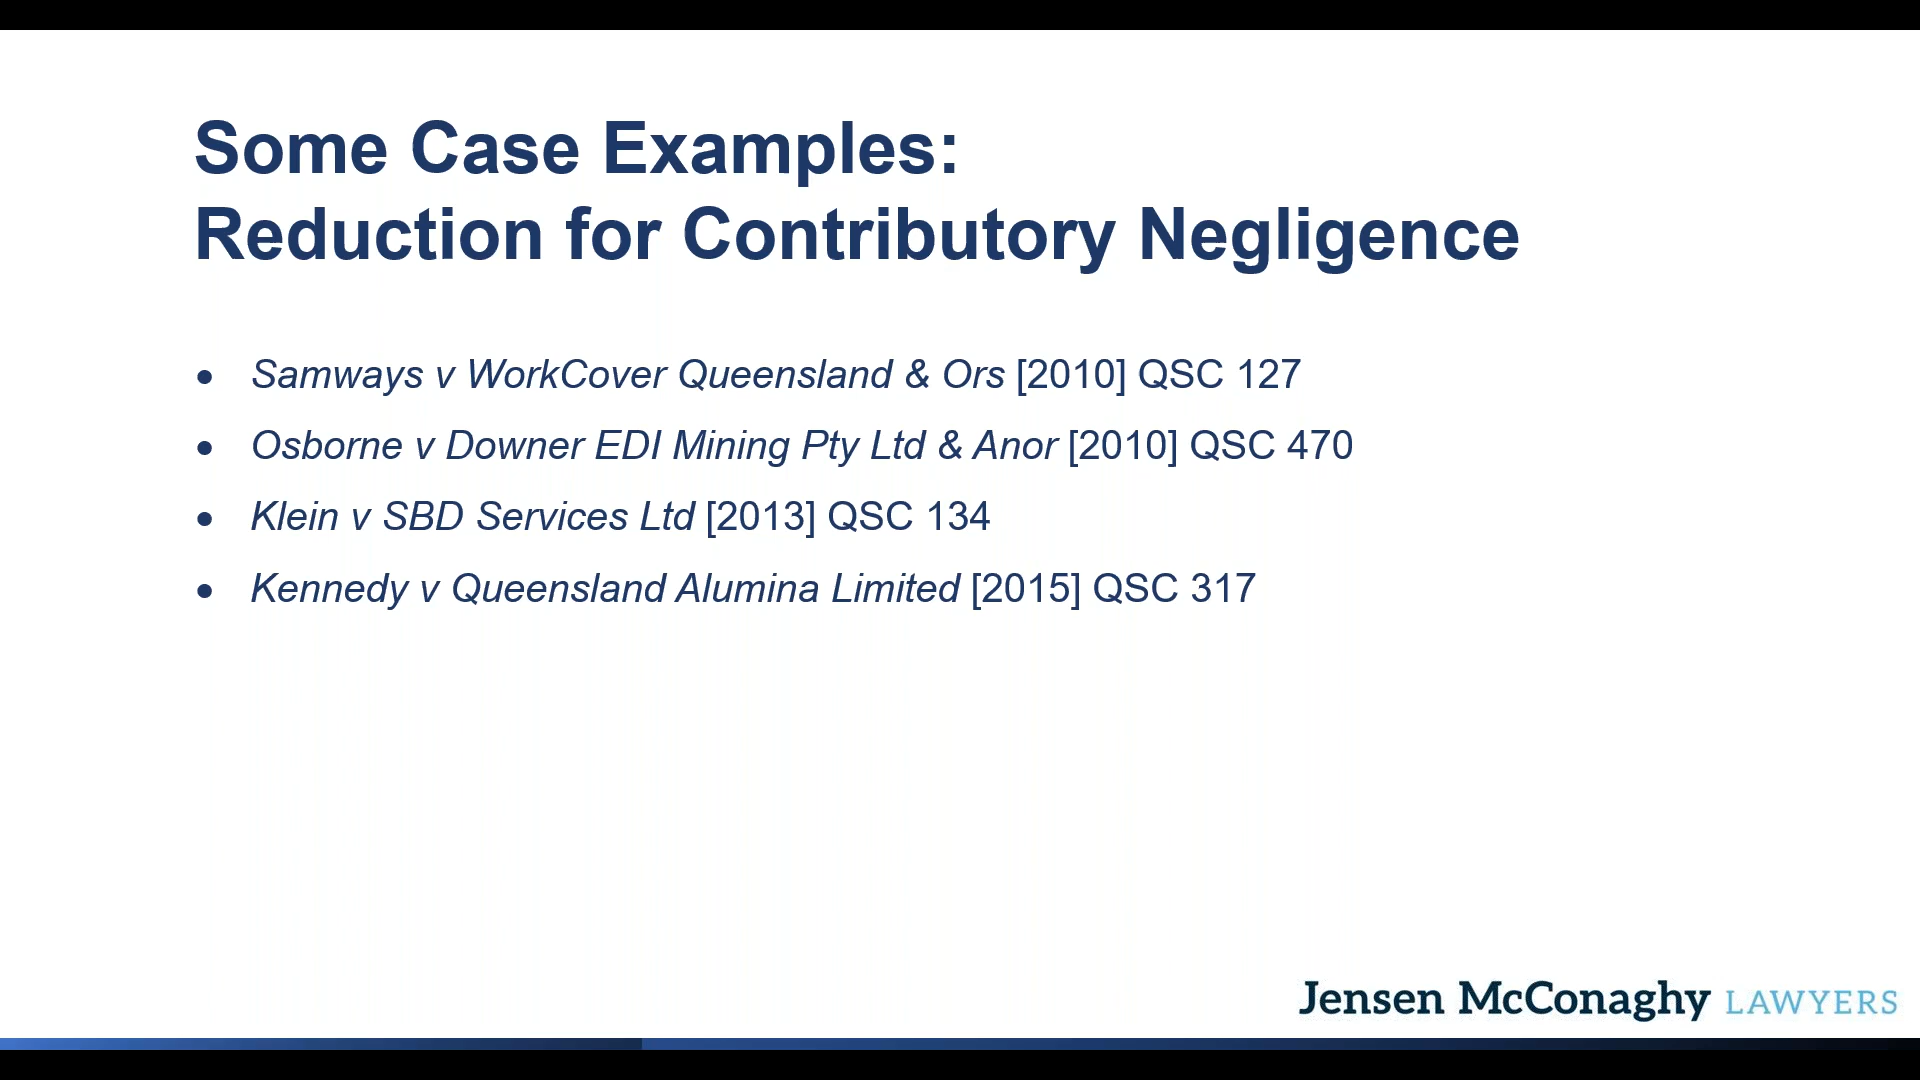 Some Case Examples:
Reduction for Contributory Negligence
• Samways v WorkCover Queensland & Ors [2010] QSC 127
• Osborne v Downer EDI Mining Pty Ltd & Anor [2010] QSC 470
• Klein v SBD Services Ltd [2013] QSC 134
• Kennedy v Queensland Alumina Limited [2015] QSC 317
Jensen McConaghy LAWYERS